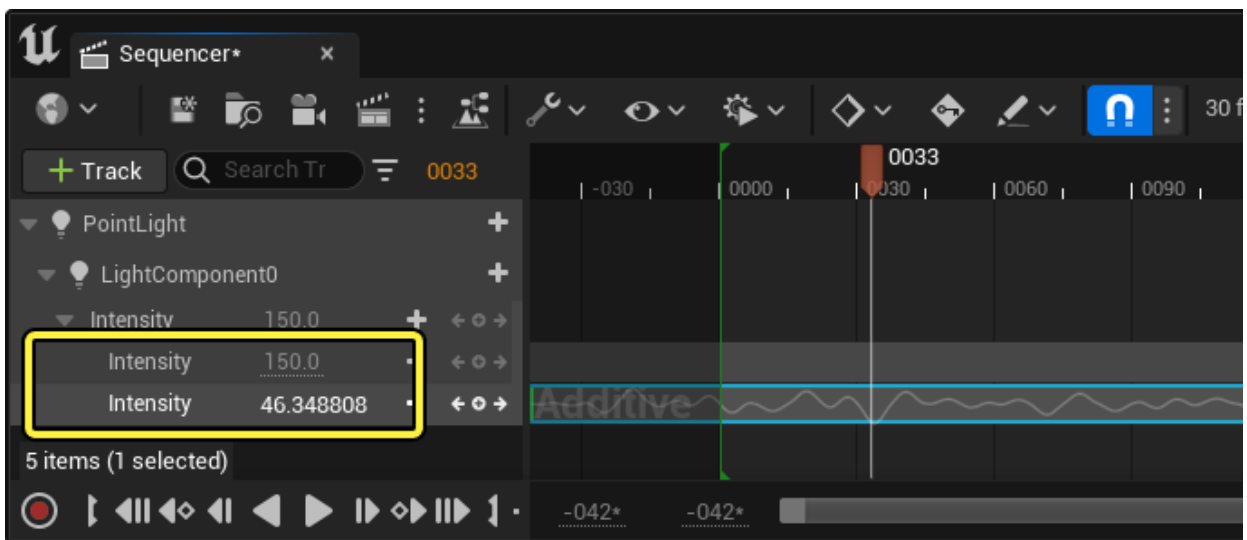 Sequencer*
30 f
Track Search Tr 0033
0033
-030 0000 0030 0060 0090
PointLight
LightComponent0
Intensity 150.0
Intensity 150.0
Intensity 46.348808
Additive
5 items (1 selected)
-042* -042*